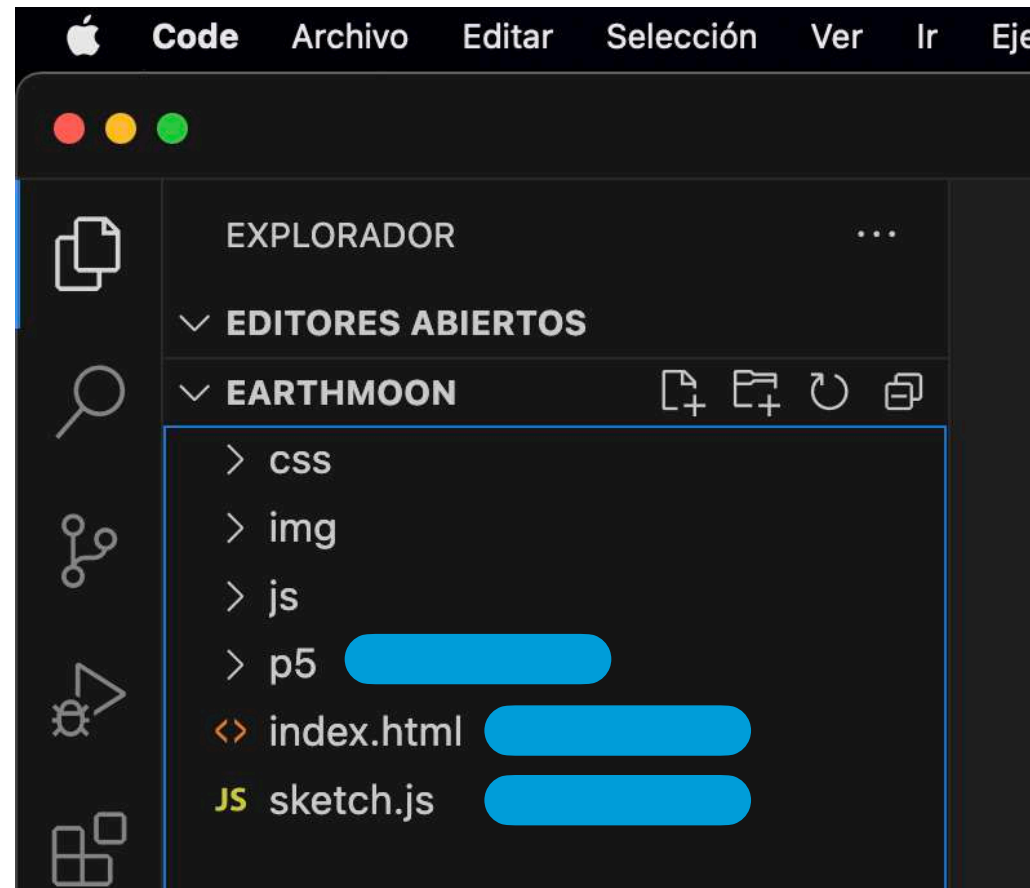 Code Archivo Editar Selección Ver Ir Eje
EXPLORADOR ...
EDITORES ABIERTOS
EARTHMOON
css
img
js
p5
index.html
JS sketch.js